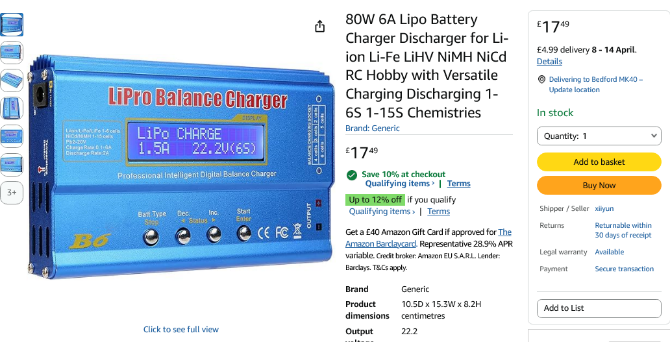 3+
LiPro Balance Charger
DISPLAY
LiPo CHARGE
1.5A 22.2V(6S)
Professional Intelligent Digital Balance Charger
Batt Type
Stop
Dec.
Status
Inc.
Start
Enter
OUTPUT
B6
CE FC
Click to see full view
80W 6A Lipo Battery
Charger Discharger for Li-
ion Li-Fe LiHV NiMH NiCd
RC Hobby with Versatile
Charging Discharging 1-
6S 1-15S Chemistries
Brand: Generic
£17⁴⁹
Save 10% at checkout
Qualifying items › | Terms
Up to 12% off if you qualify
Qualifying items › | Terms
Get a £40 Amazon Gift Card if approved for The
Amazon Barclaycard. Representative 28.9% APR
variable. Credit broker: Amazon EU S.A.R.L. Lender:
Barclays. T&Cs apply.
Brand Generic
Product dimensions 10.5D x 15.3W x 8.2H centimetres
Output 22.2
£17⁴⁹
£4.99 delivery 8 - 14 April.
Details
Delivering to Bedford MK40 –
Update location
In stock
Quantity: 1
Add to basket
Buy Now
Shipper / Seller xiiyun
Returns Returnable within
30 days of receipt
Legal warranty Available
Payment Secure transaction
Add to List